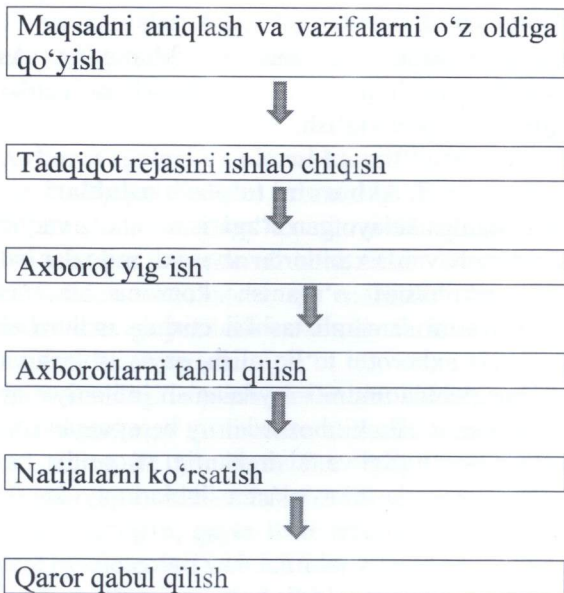 Maqsadni aniqlash va vazifalarni o‘z oldiga
qo‘yish
Tadqiqot rejasini ishlab chiqish
Axborot yig‘ish
Axborotlarni tahlil qilish
Natijalarni ko‘rsatish
Qaror qabul qilish